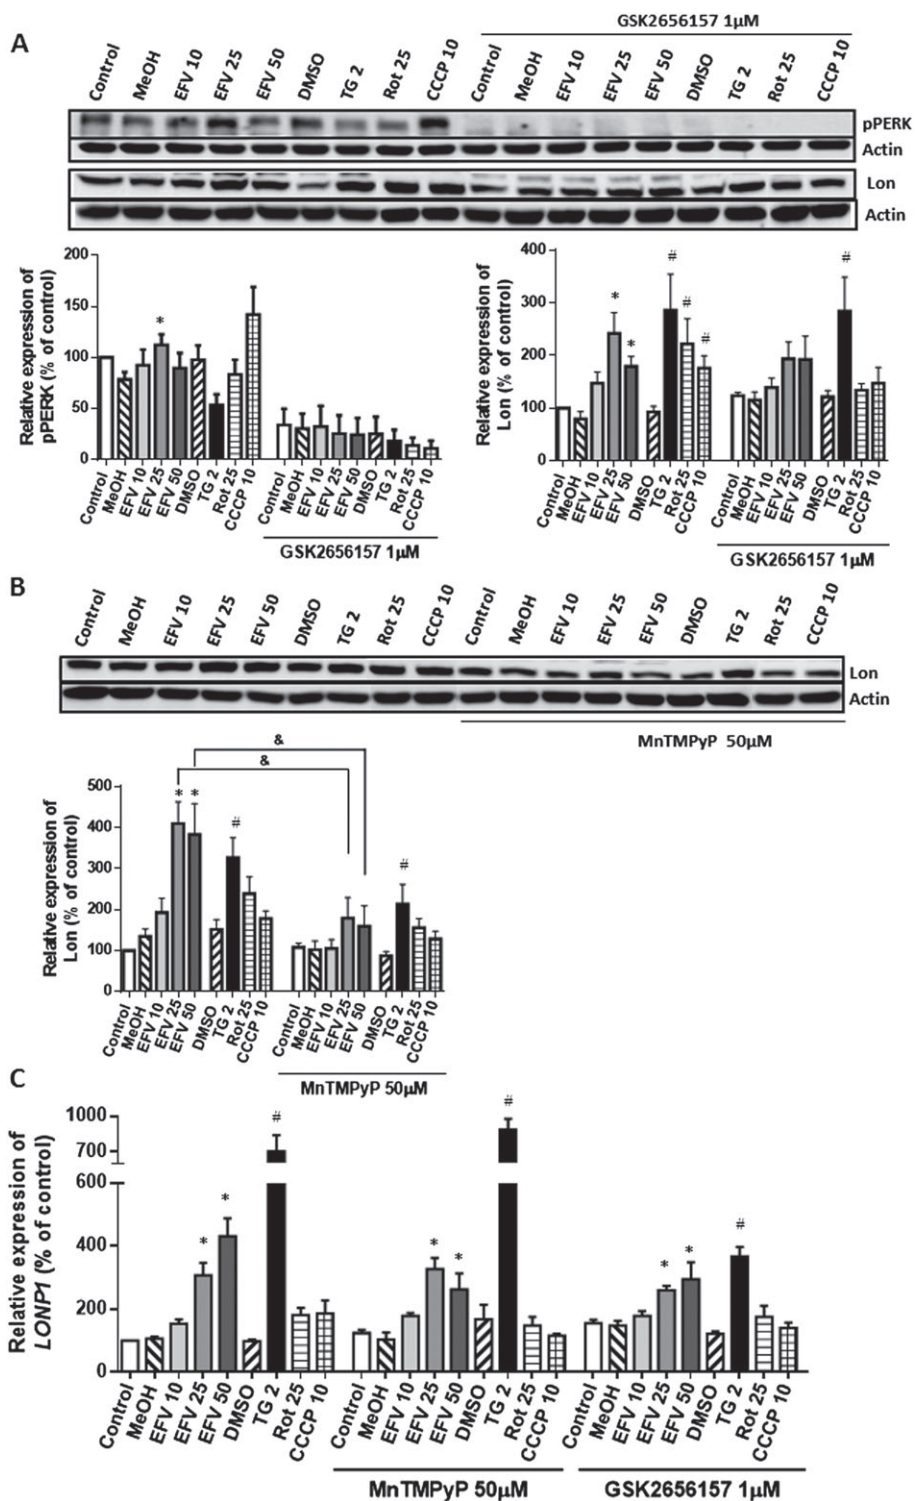 GSK2656157 1µM
A
Control MeOH EFV 10 EFV 25 EFV 50 DMSO TG 2 Rot 25 CCCP 10 Control MeOH EFV 10 EFV 25 EFV 50 DMSO TG 2 Rot 25 CCCP 10
pPERK
Actin
Lon
Actin
Relative expression of
pPERK (% of control)
200
150
100
50
0
*
Control MeOH EFV 10 EFV 25 EFV 50 DMSO TG 2 Rot 25 CCCP 10 Control MeOH EFV 10 EFV 25 EFV 50 DMSO TG 2 Rot 25 CCCP 10
GSK2656157 1µM
Relative expression of
Lon (% of control)
400
300
200
100
0
* * # # # #
Control MeOH EFV 10 EFV 25 EFV 50 DMSO TG 2 Rot 25 CCCP 10 Control MeOH EFV 10 EFV 25 EFV 50 DMSO TG 2 Rot 25 CCCP 10
GSK2656157 1µM
B
Control MeOH EFV 10 EFV 25 EFV 50 DMSO TG 2 Rot 25 CCCP 10 Control MeOH EFV 10 EFV 25 EFV 50 DMSO TG 2 Rot 25 CCCP 10
Lon
Actin
MnTMPyP 50µM
&
&
Relative expression of
Lon (% of control)
500
400
300
200
100
0
* * # #
Control MeOH EFV 10 EFV 25 EFV 50 DMSO TG 2 Rot 25 CCCP 10 Control MeOH EFV 10 EFV 25 EFV 50 DMSO TG 2 Rot 25 CCCP 10
MnTMPyP 50µM
C
Relative expression of
LONP1 (% of control)
1000
700
600
400
200
0
* * # * * # * * #
Control MeOH EFV 10 EFV 25 EFV 50 DMSO TG 2 Rot 25 CCCP 10 Control MeOH EFV 10 EFV 25 EFV 50 DMSO TG 2 Rot 25 CCCP 10 Control MeOH EFV 10 EFV 25 EFV 50 DMSO TG 2 Rot 25 CCCP 10
MnTMPyP 50µM GSK2656157 1µM